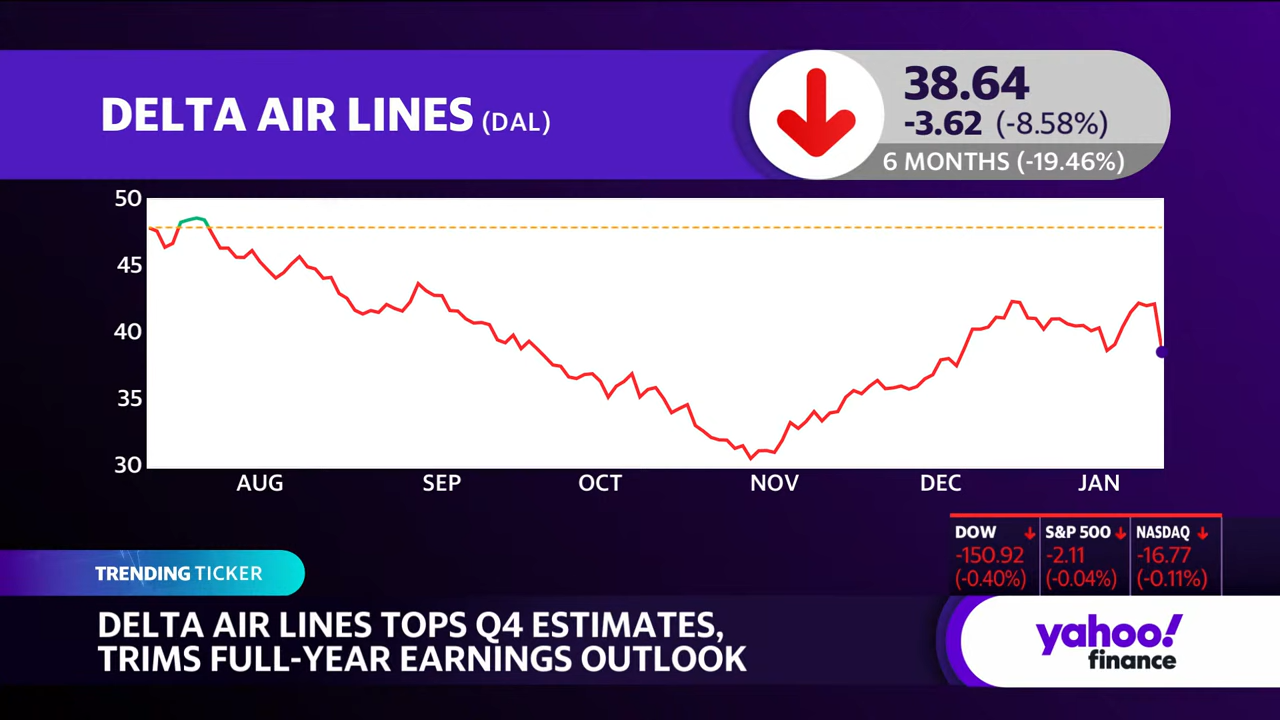 DELTA AIR LINES (DAL)
38.64
-3.62 (-8.58%)
6 MONTHS (-19.46%)
50
45
40
35
30
AUG SEP OCT NOV DEC JAN
DOW S&P 500 NASDAQ
-150.92 -2.11 -16.77
(-0.40%) (-0.04%) (-0.11%)
TRENDING TICKER
DELTA AIR LINES TOPS Q4 ESTIMATES,
TRIMS FULL-YEAR EARNINGS OUTLOOK
yahoo!
finance